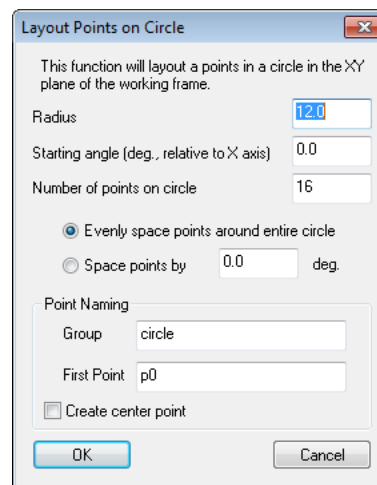 Layout Points on Circle
This function will layout a points in a circle in the XY
plane of the working frame.
Radius 12.0
Starting angle (deg., relative to X axis) 0.0
Number of points on circle 16
Evenly space points around entire circle
Space points by 0.0 deg.
Point Naming
Group circle
First Point p0
Create center point
OK Cancel